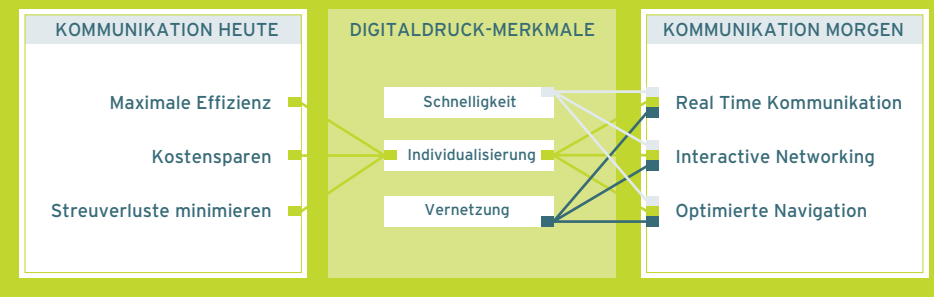 KOMMUNIKATION HEUTE
Maximale Effizienz
Kostensparen
Streuverluste minimieren
DIGITALDRUCK-MERKMALE
Schnelligkeit
Individualisierung
Vernetzung
KOMMUNIKATION MORGEN
Real Time Kommunikation
Interactive Networking
Optimierte Navigation